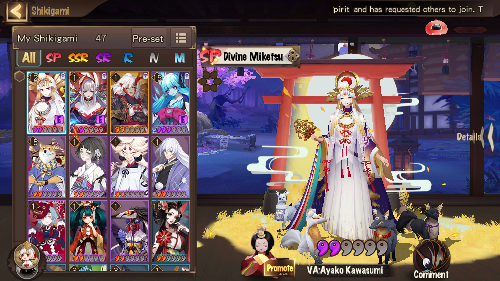 Shikigami
pirit and has requested others to join. T
My Shikigami 47
Pre-set
All SP SSR SR R N M
SP Divine Miketsu
Details
Promote
VA:Ayako Kawasumi
Comment